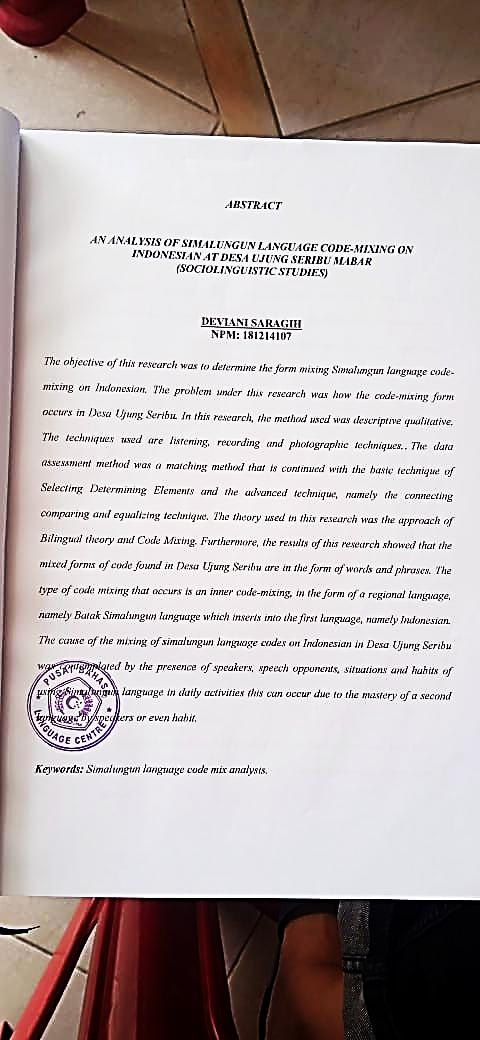 ABSTRACT
AN ANALYSIS OF SIMALUNGUN LANGUAGE CODE-MIXING ON
INDONESIAN AT DESA UJUNG SERIBU MABAR
(SOCIOLINGUISTIC STUDIES)
DEVIANI SARAGIH
NPM: 181214107
The objective of this research was to determine the form mixing Simalungun language code-
mixing on Indonesian. The problem under this research was how the code-mixing form
occurs in Desa Ujung Seribu. In this research, the method used was descriptive qualitative.
The techniques used are listening, recording and photographic techniques.. The data
assessment method was a matching method that is continued with the basic technique of
Selecting Determining Elements and the advanced technique, namely the connecting
comparing and equalizing technique. The theory used in this research was the approach of
Bilingual theory and Code Mixing. Furthermore, the results of this research showed that the
mixed forms of code found in Desa Ujung Seribu are in the form of words and phrases. The
type of code mixing that occurs is an inner code-mixing, in the form of a regional language,
namely Batak Simalungun language which inserts into the first language, namely Indonesian.
The cause of the mixing of simalungun language codes on Indonesian in Desa Ujung Seribu
was contemplated by the presence of speakers, speech opponents, situations and habits of
using Simalungun language in daily activities this can occur due to the mastery of a second
language by speakers or even habit.
PUSAT BAHASA
LANGUAGE CENTRE
Keywords: Simalungun language code mix analysis.